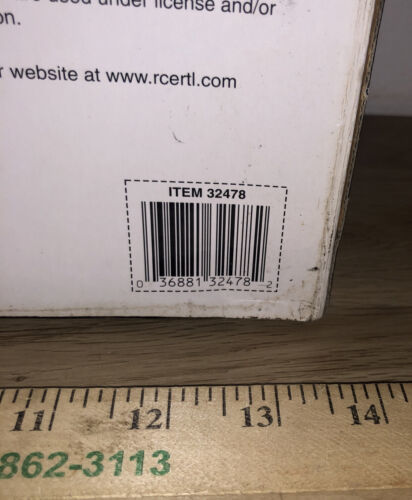 used under license and/or
on.
r website at www.rcertl.com
ITEM 32478
0 36881 32478 2
11 12 13 14
862-3113